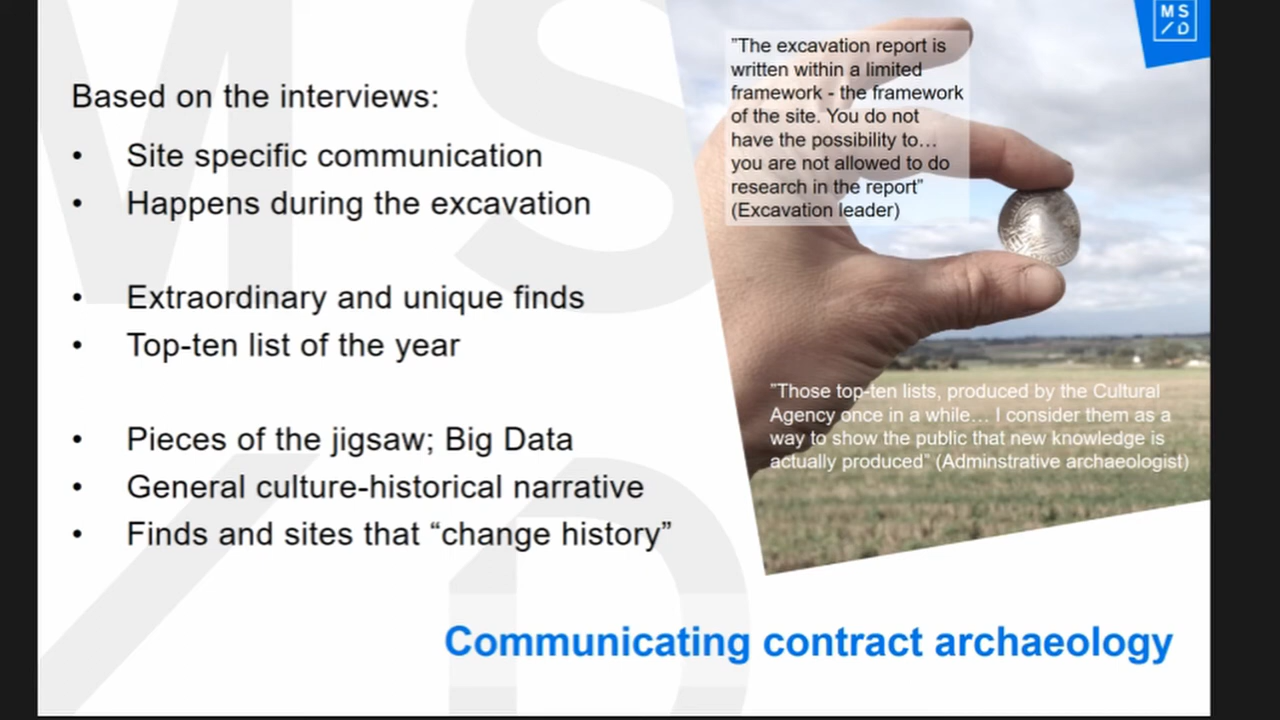 Based on the interviews:
• Site specific communication
• Happens during the excavation
• Extraordinary and unique finds
• Top-ten list of the year
• Pieces of the jigsaw; Big Data
• General culture-historical narrative
• Finds and sites that “change history”
”The excavation report is
written within a limited
framework - the framework
of the site. You do not
have the possibility to…
you are not allowed to do
research in the report”
(Excavation leader)
”Those top-ten lists, produced by the Cultural
Agency once in a while… I consider them as a
way to show the public that new knowledge is
actually produced” (Adminstrative archaeologist)
Communicating contract archaeology
MS
/D